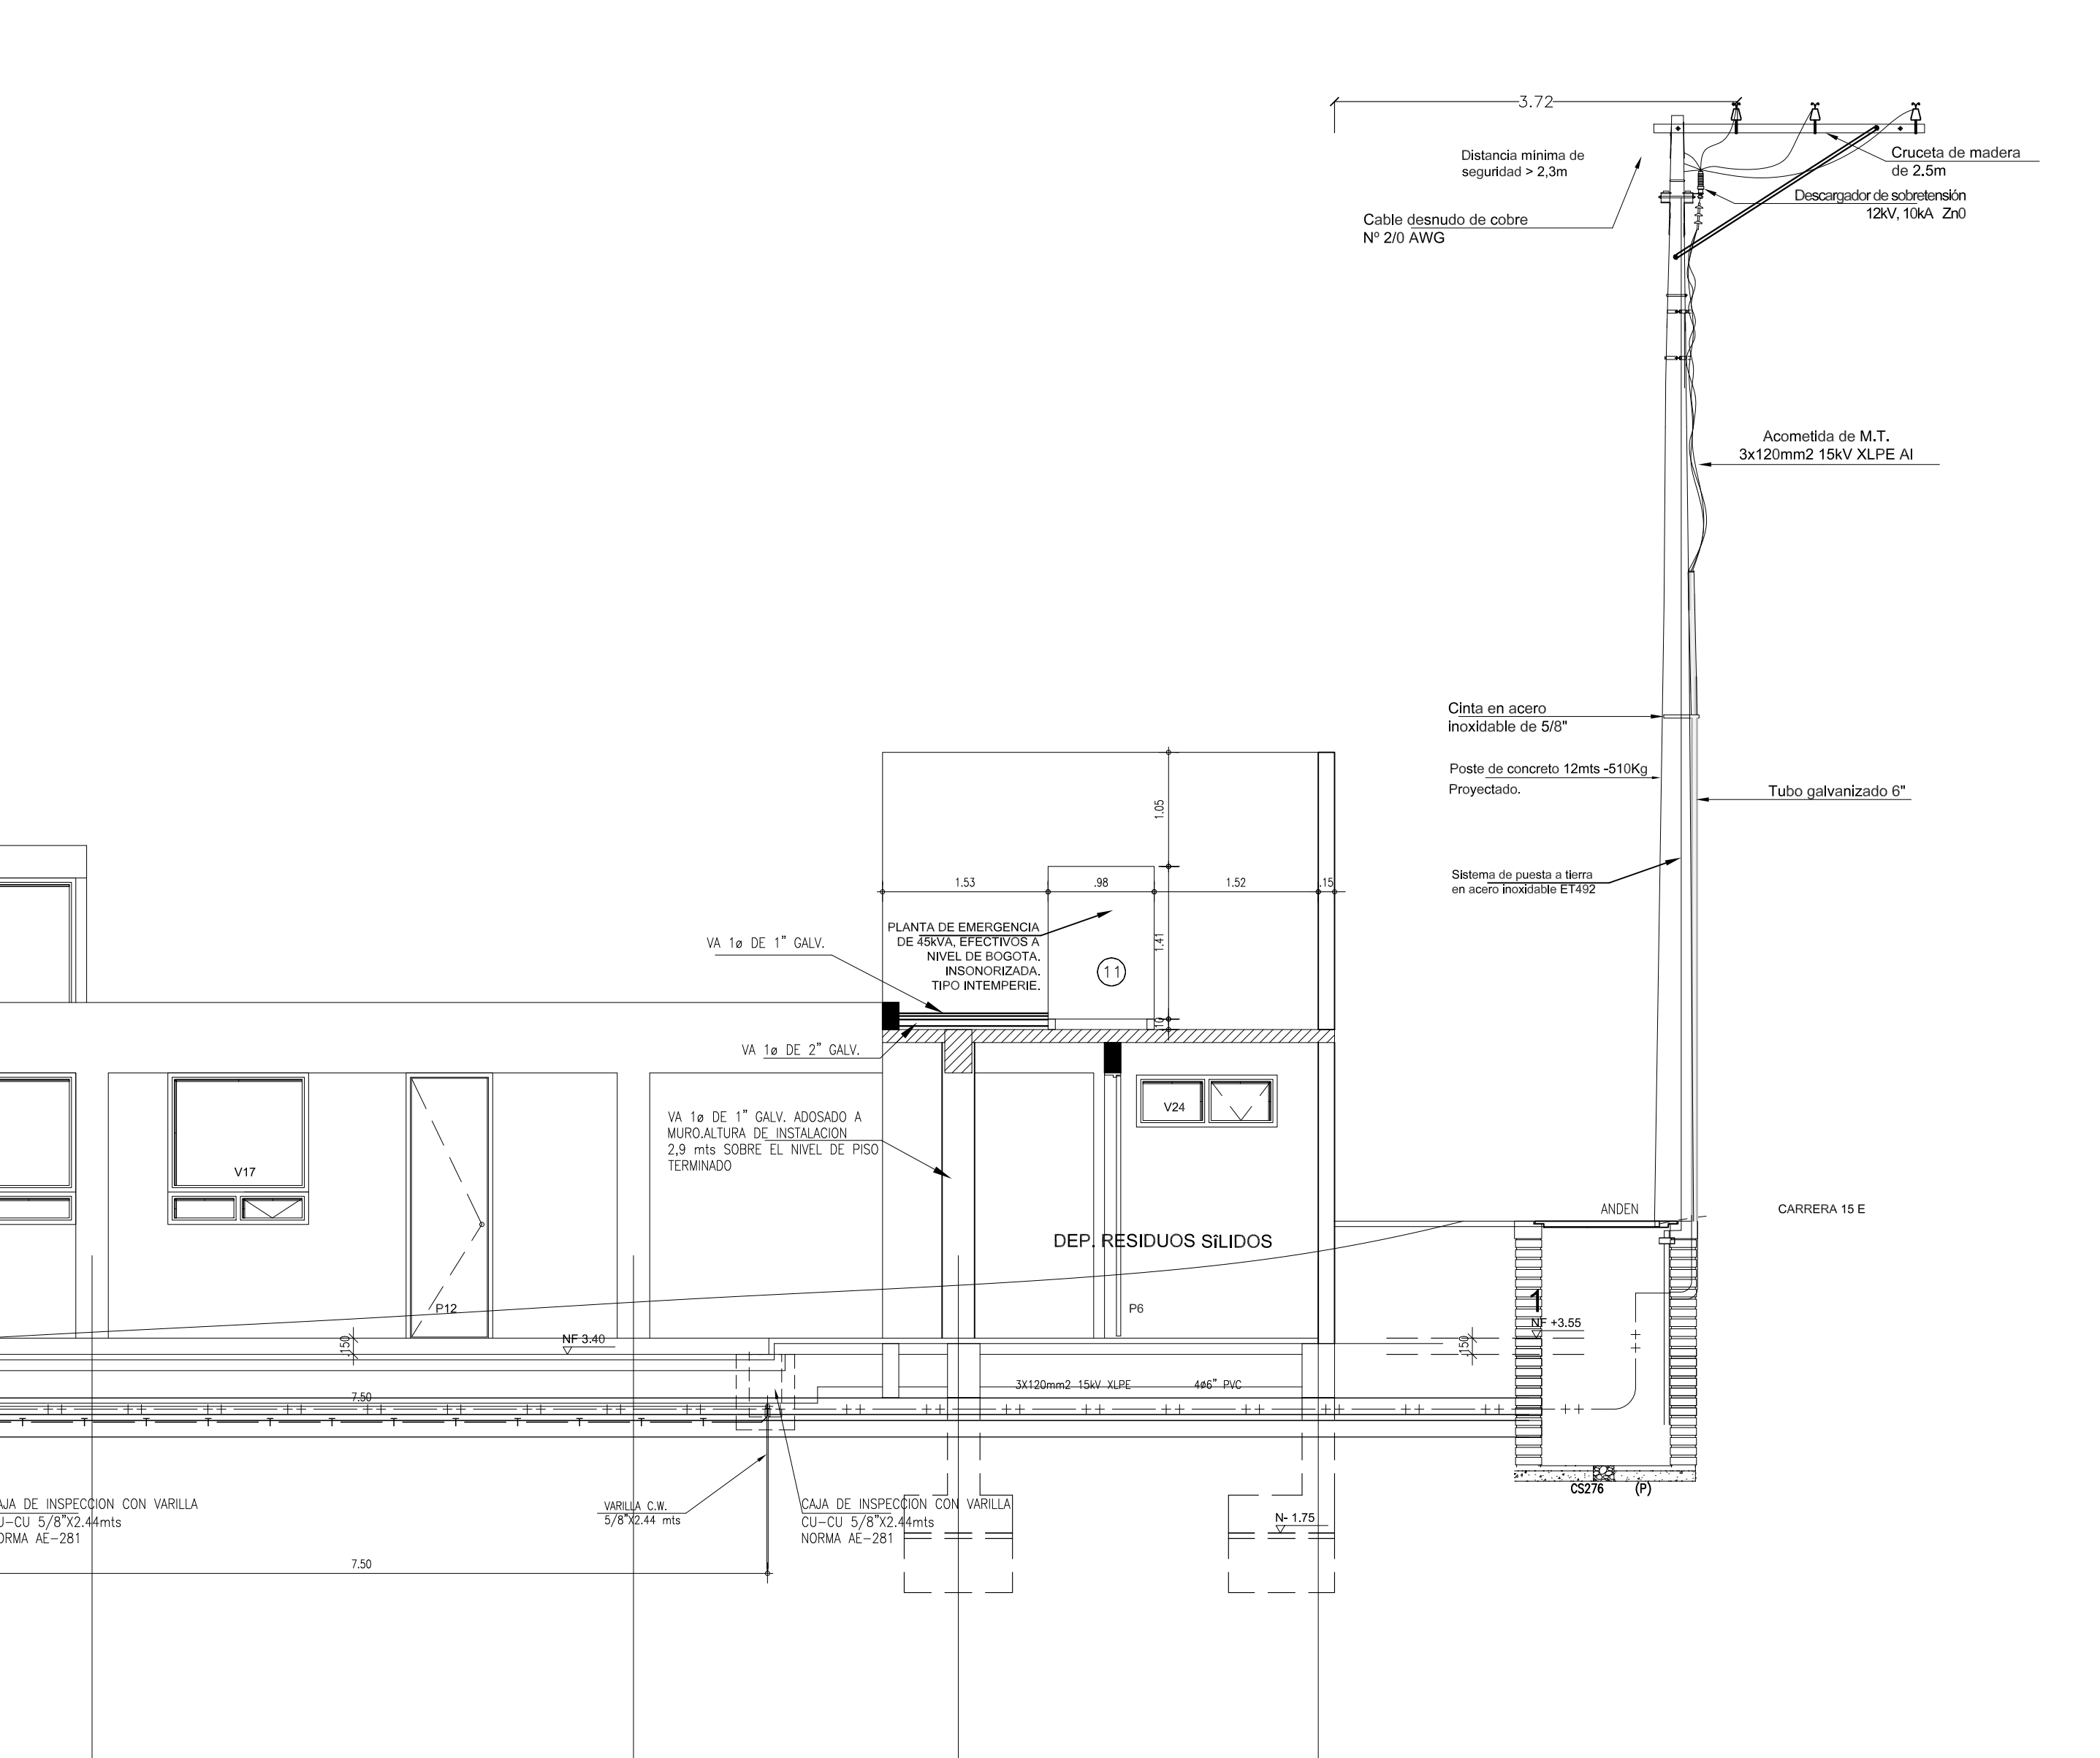 3.72
Distancia mínima de
seguridad > 2,3m
Cruceta de madera
de 2.5m
Descargador de sobretensión
12kV, 10kA Zn0
Cable desnudo de cobre
Nº 2/0 AWG
Acometida de M.T.
3x120mm2 15kV XLPE Al
Cinta en acero
inoxidable de 5/8"
Poste de concreto 12mts -510Kg
Proyectado.
Tubo galvanizado 6"
Sistema de puesta a tierra
en acero inoxidable ET492
1.05
1.53
.98
1.52
.15
PLANTA DE EMERGENCIA
DE 45kVA, EFECTIVOS A
NIVEL DE BOGOTA.
INSONORIZADA.
TIPO INTEMPERIE.
1.41
11
.10
VA 1ø DE 1" GALV.
VA 1ø DE 2" GALV.
VA 1ø DE 1" GALV. ADOSADO A
MURO.ALTURA DE INSTALACION
2,9 mts SOBRE EL NIVEL DE PISO
TERMINADO
V24
V17
ANDEN
CARRERA 15 E
DEP. RESIDUOS SÎLIDOS
P12
P6
1
NF +3.55
NF 3.40
.150
.150
3X120mm2 15kV XLPE
4ø6" PVC
7.50
T T T T T T T T T T T T
CAJA DE INSPECCION CON VARILLA
CU-CU 5/8"X2.44mts
NORMA AE-281
AJA DE INSPECCION CON VARILLA
U-CU 5/8"X2.44mts
ORMA AE-281
VARILLA C.W.
5/8"X2.44 mts
N- 1.75
CS276 (P)
7.50